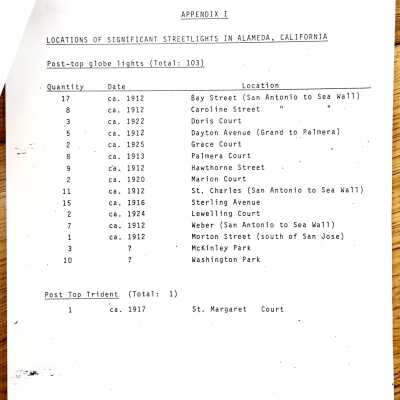 APPENDIX I
LOCATIONS OF SIGNIFICANT STREETLIGHTS IN ALAMEDA, CALIFORNIA
Post-top globe lights (Total: 103)
Quantity Date Location
17 ca. 1912 Bay Street (San Antonio to Sea Wall)
8 ca. 1912 Caroline Street " "
3 ca. 1922 Doris Court
5 ca. 1912 Dayton Avenue (Grand to Palmera)
2 ca. 1925 Grace Court
8 ca. 1913 Palmera Court
9 ca. 1912 Hawthorne Street
2 ca. 1920 Marion Court
11 ca. 1912 St. Charles (San Antonio to Sea Wall)
15 ca. 1916 Sterling Avenue
2 ca. 1924 Lewelling Court
7 ca. 1912 Weber (San Antonio to Sea Wall)
1 ca. 1912 Morton Street (south of San Jose)
3 ? McKinley Park
10 ? Washington Park
Post Top Trident (Total: 1)
1 ca. 1917 St. Margaret Court